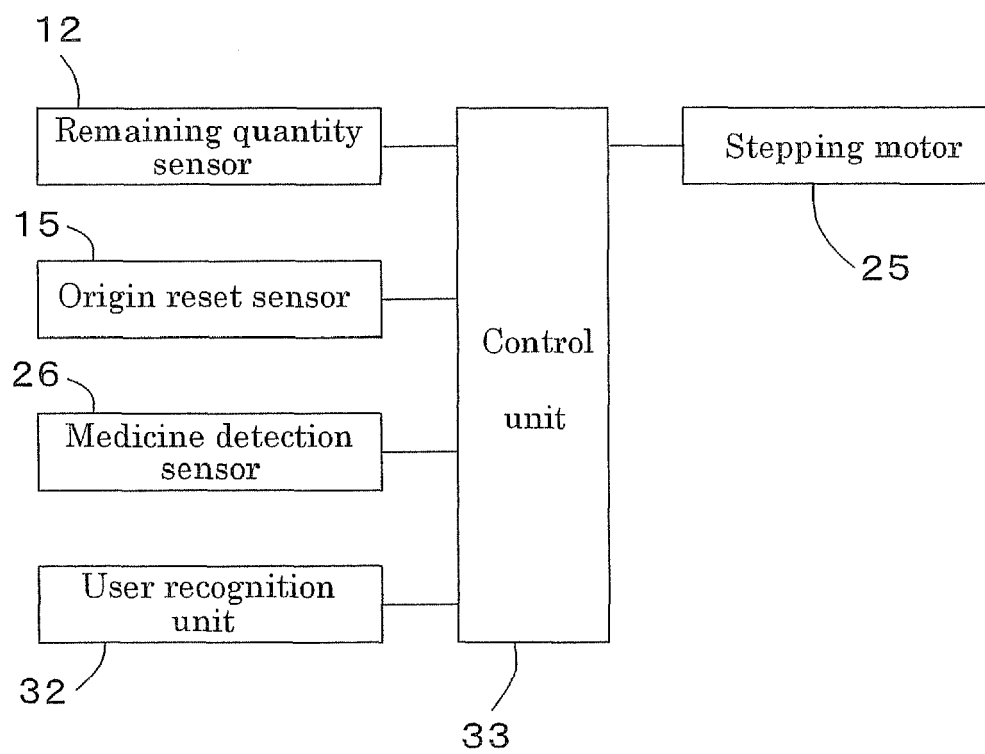 12
Remaining quantity
sensor
Stepping motor
15
25
Origin reset sensor
Control
unit
26
Medicine detection
sensor
User recognition
unit
32
33